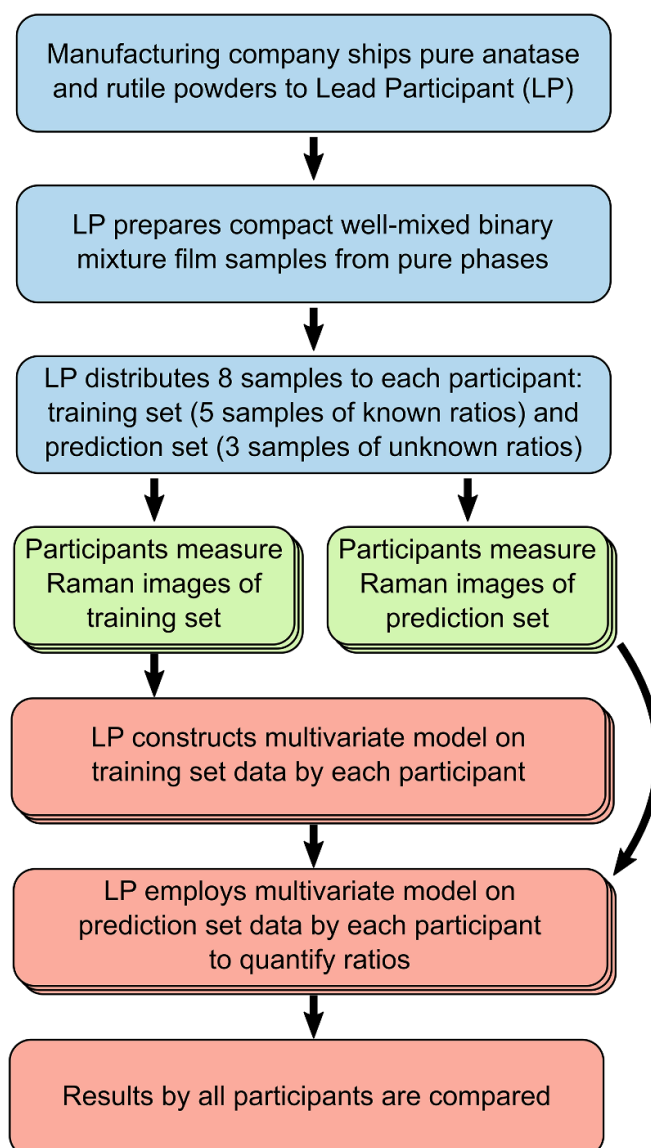 Manufacturing company ships pure anatase
and rutile powders to Lead Participant (LP)
LP prepares compact well-mixed binary
mixture film samples from pure phases
LP distributes 8 samples to each participant:
training set (5 samples of known ratios) and
prediction set (3 samples of unknown ratios)
Participants measure
Raman images of
training set
Participants measure
Raman images of
prediction set
LP constructs multivariate model on
training set data by each participant
LP employs multivariate model on
prediction set data by each participant
to quantify ratios
Results by all participants are compared